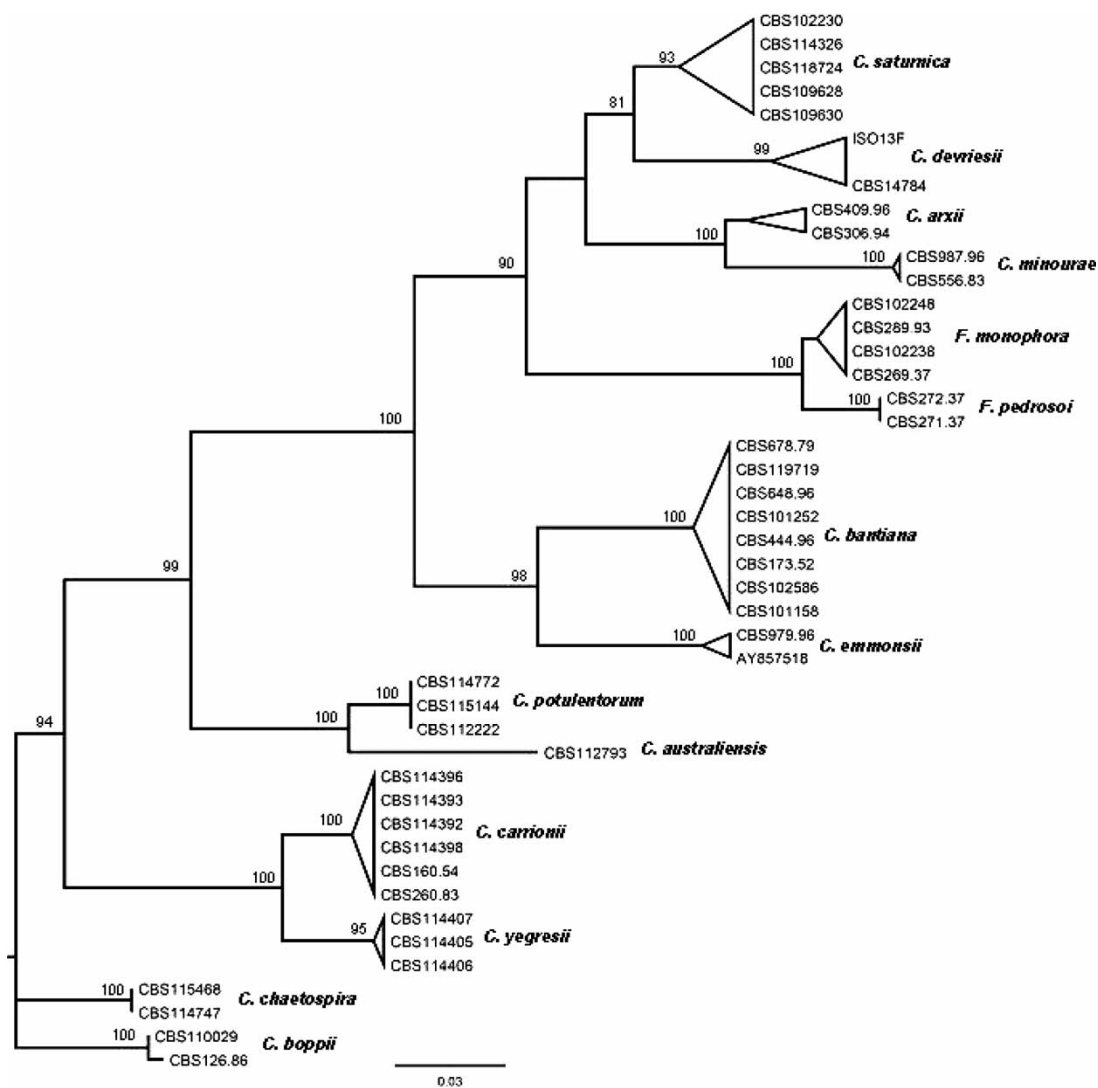 CBS102230
CBS114326
93
C. saturnica
CBS118724
CBS109628
81
CBS109630
ISO13F
99
C. devriesii
CBS14784
CBS409.96
C. arxii
CBS306.94
100
100
CBS987.96
C. minourae
90
CBS556.83
CBS102248
CBS289.93
F. monophora
CBS102238
100
CBS269.37
100
CBS272.37
F. pedrosoi
CBS271.37
100
CBS678.79
CBS119719
CBS648.96
100
CBS101252
C. bantiana
CBS444.96
CBS173.52
99
98
CBS102586
CBS101158
100
CBS979.96
C. emmonsii
AY857518
100
CBS114772
CBS115144
C. potulentorum
94
100
CBS112222
CBS112793
C. australiensis
CBS114396
CBS114393
100
CBS114392
C. carrionii
CBS114398
100
CBS160.54
CBS260.83
CBS114407
95
CBS114405
C. yegresii
CBS114406
100
CBS115468
C. chaetospira
CBS114747
100
CBS110029
C. boppii
CBS126.86
0.03